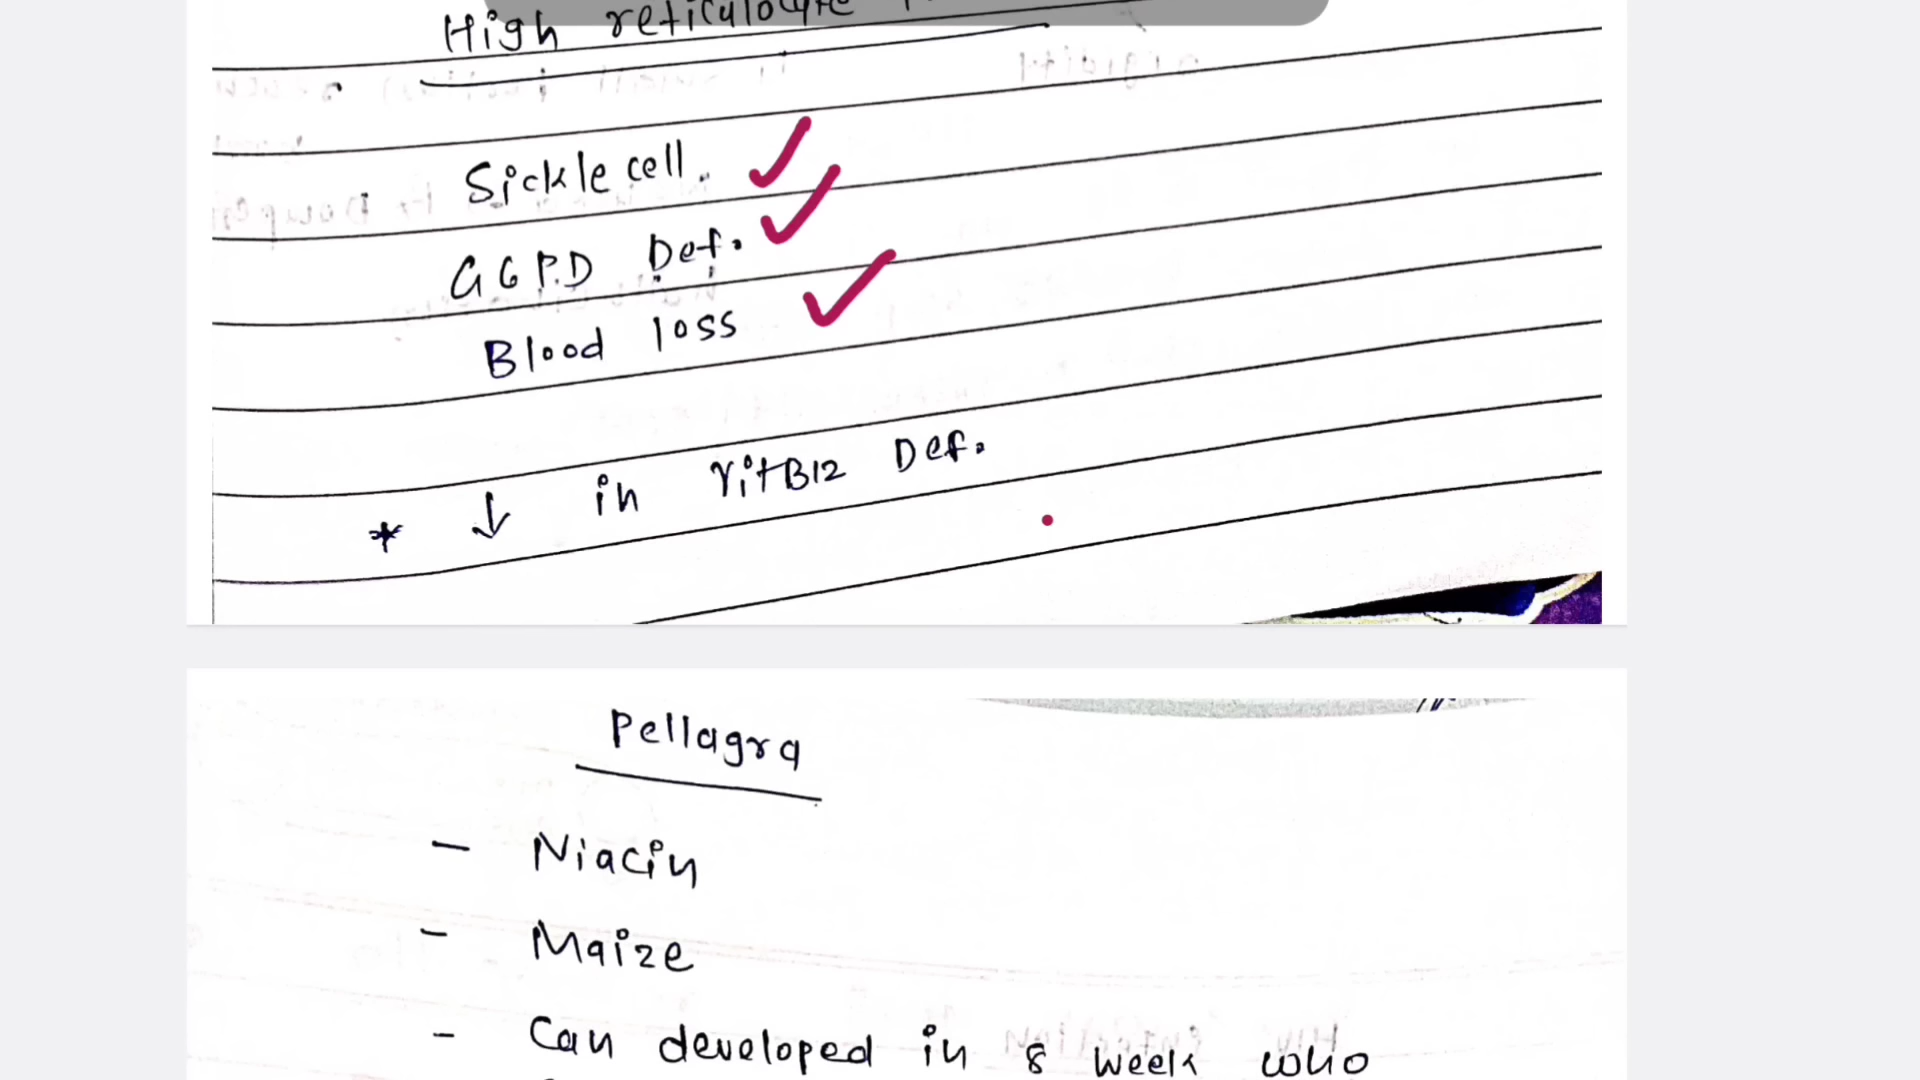 High reticulocyte
Sickle cell.
G6P.D Def.
Blood loss
* ↓ in VitB12 Def.
Pellagra
- Niacin
- Maize
- Can developed in 8 week who